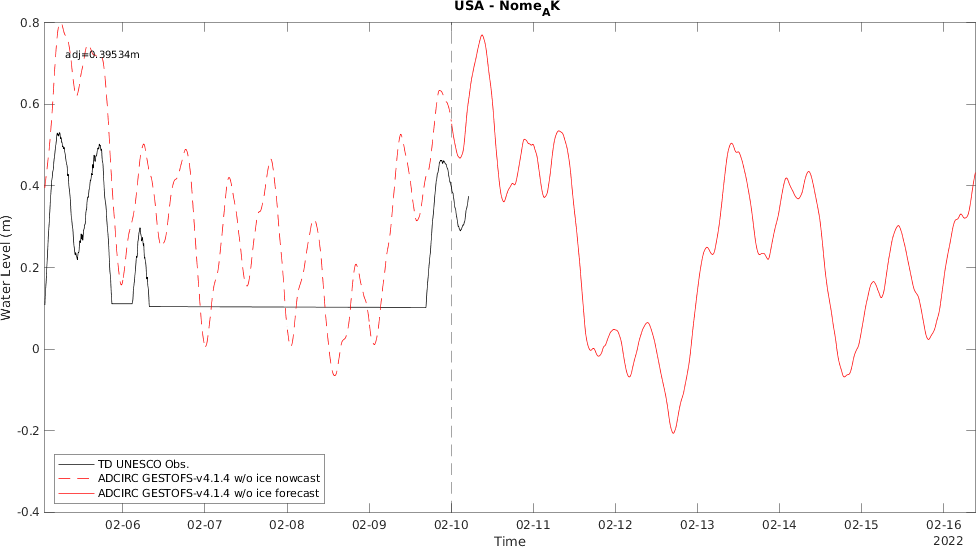 USA - Nome_AK
adj=0.39534m
Water Level (m)
0.8
0.6
0.4
0.2
0
-0.2
-0.4
TD UNESCO Obs.
ADCIRC GESTOFS-v4.1.4 w/o ice nowcast
ADCIRC GESTOFS-v4.1.4 w/o ice forecast
02-06 02-07 02-08 02-09 02-10 02-11 02-12 02-13 02-14 02-15 02-16
Time
2022